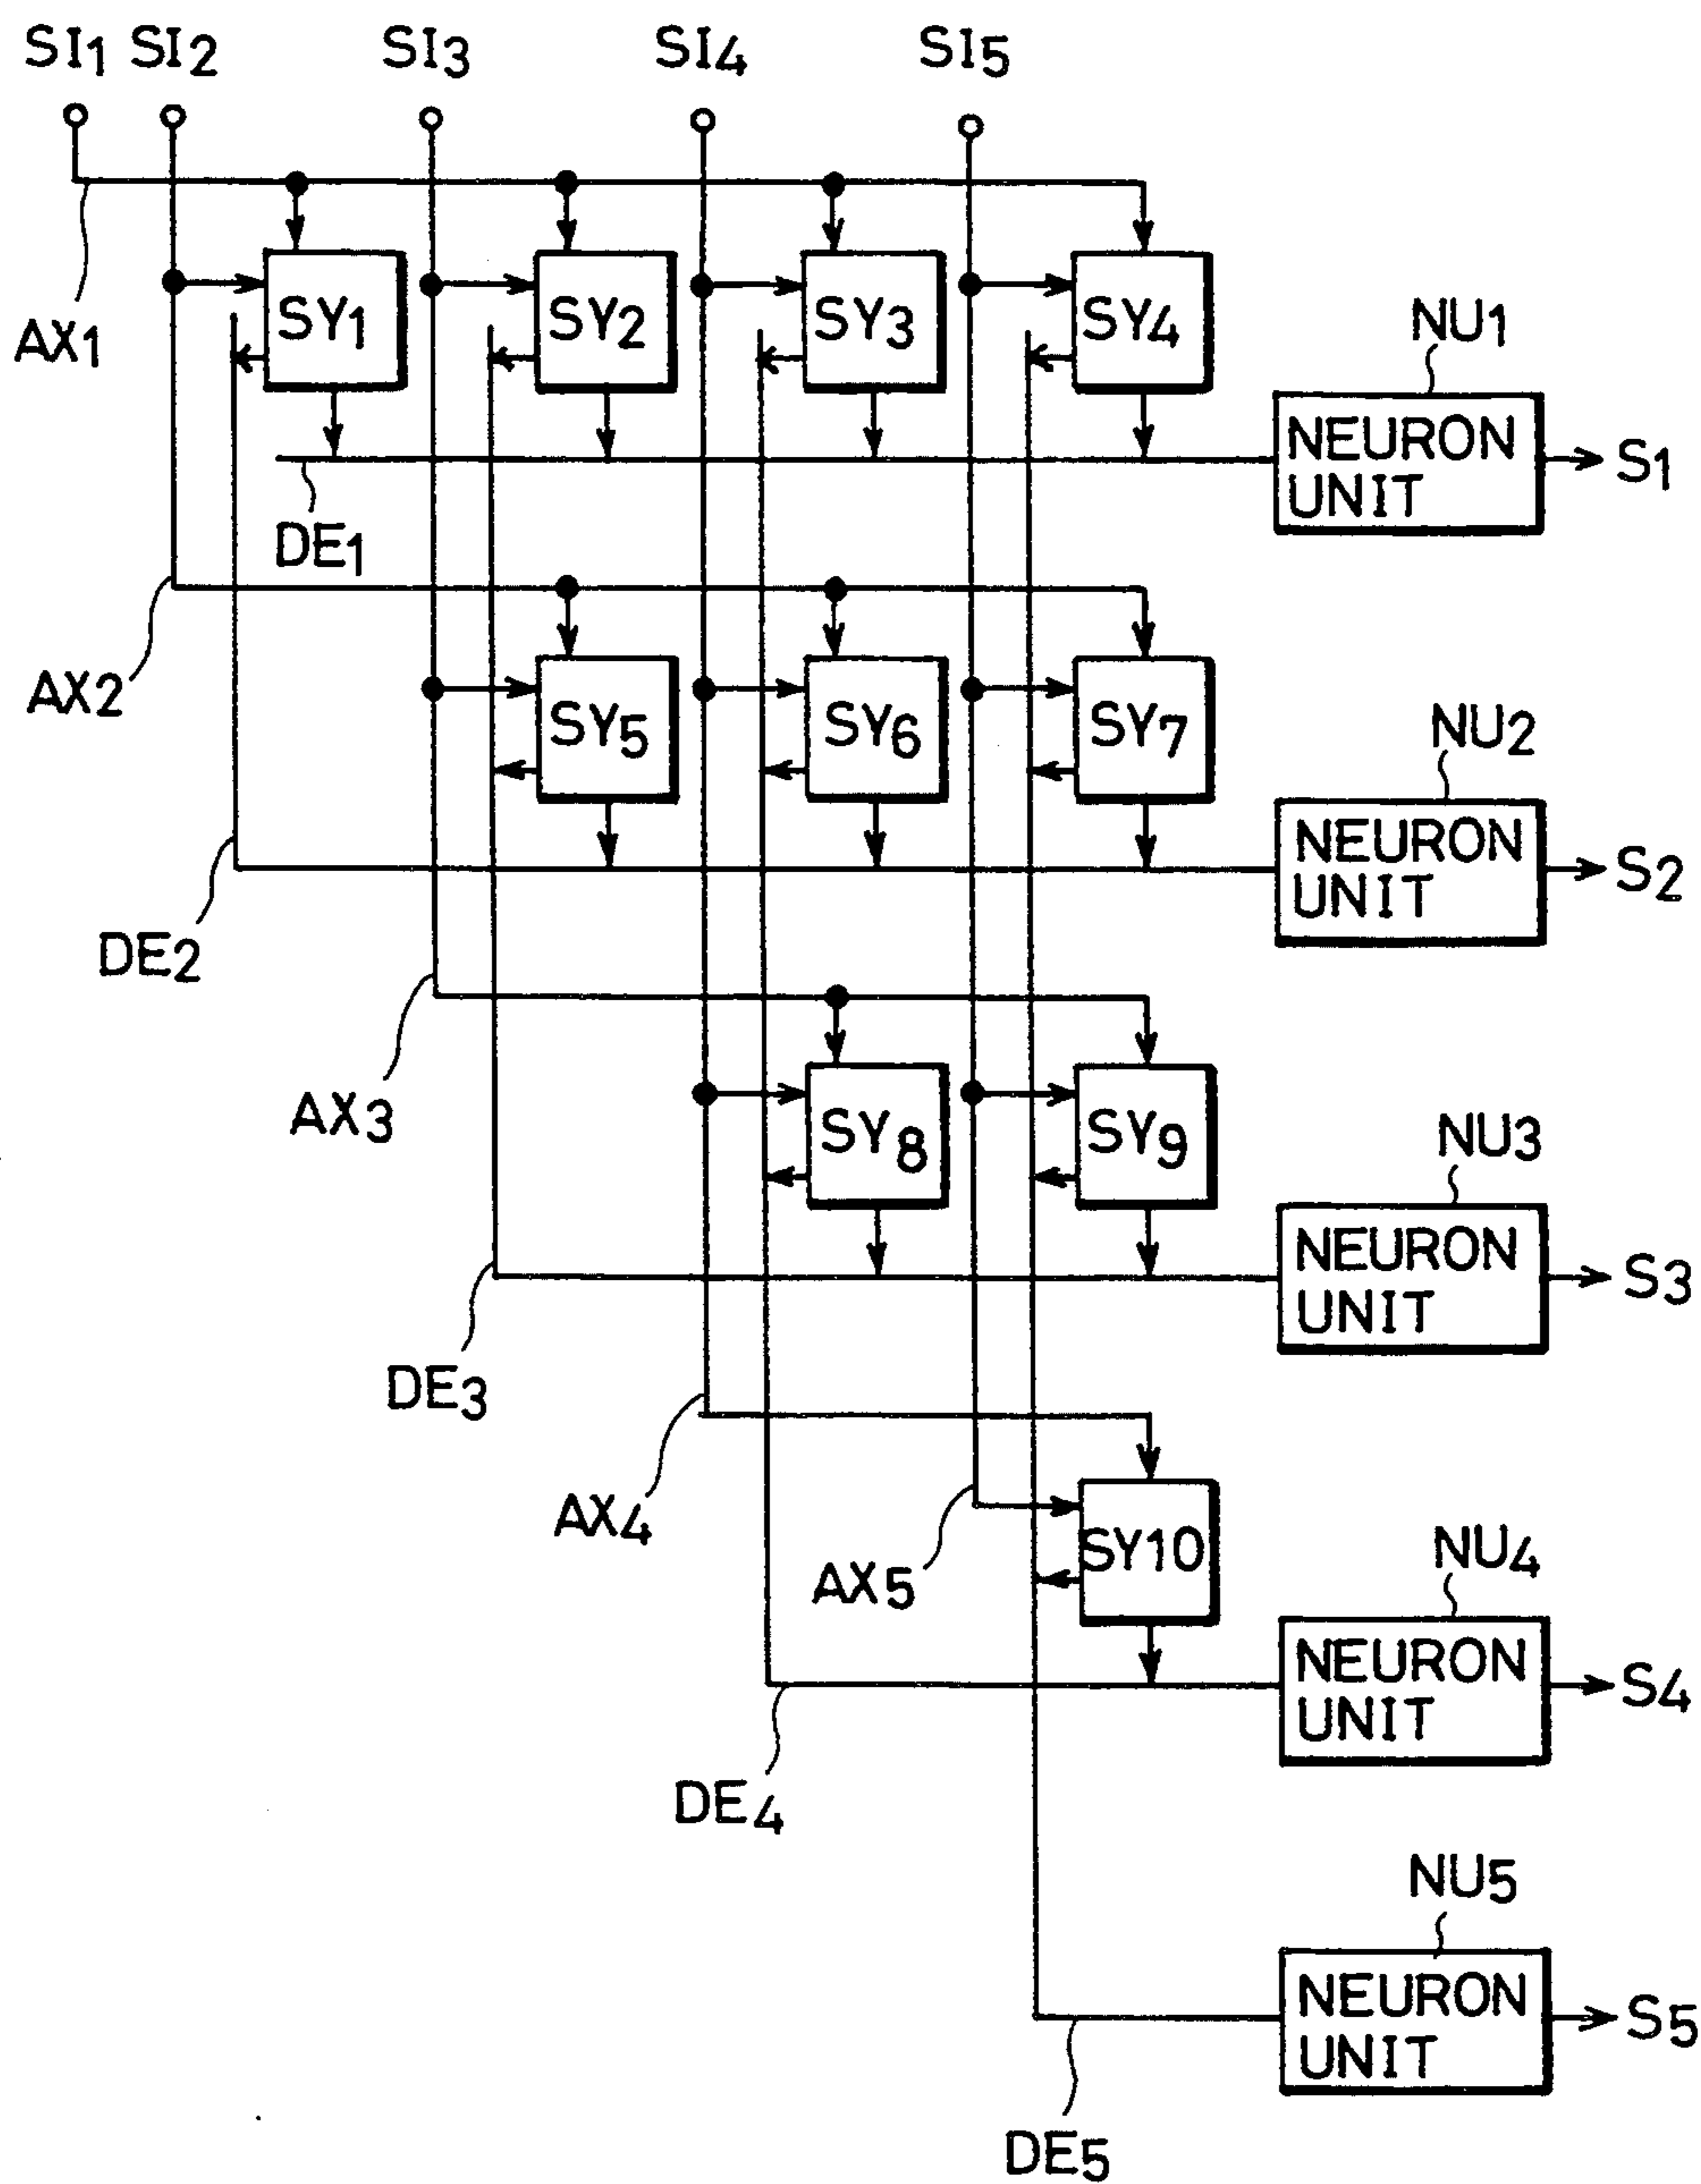 SI1 SI2 SI3 SI4 SI5
AX1
SY1 SY2 SY3 SY4
NU1
NEURON
UNIT
S1
DE1
AX2
SY5 SY6 SY7
NU2
NEURON
UNIT
S2
DE2
AX3
SY8 SY9
NU3
NEURON
UNIT
S3
DE3
AX4
AX5
SY10
NU4
NEURON
UNIT
S4
DE4
NU5
NEURON
UNIT
S5
DE5